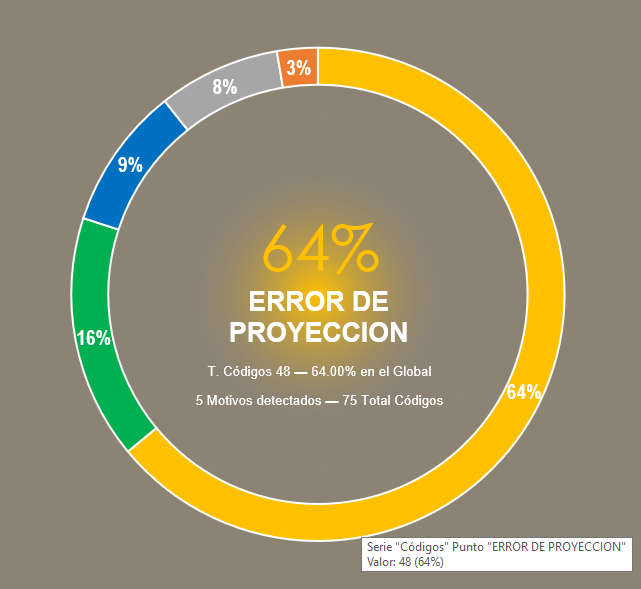 3%
8%
9%
64%
ERROR DE
PROYECCION
16%
T. Códigos 48 — 64.00% en el Global
64%
5 Motivos detectados — 75 Total Códigos
Serie "Códigos" Punto "ERROR DE PROYECCION"
Valor: 48 (64%)